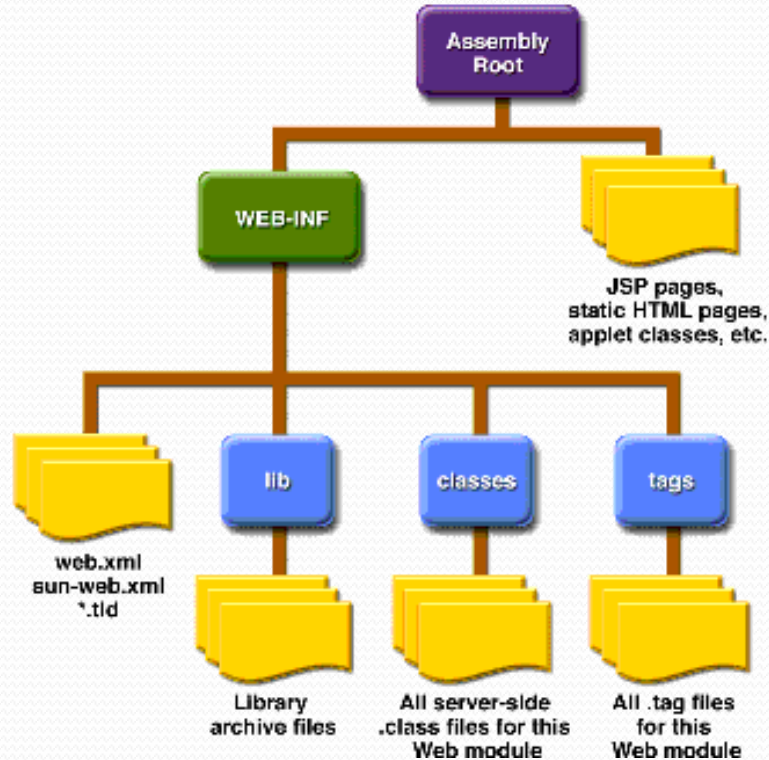 Assembly
Root
WEB-INF
JSP pages,
static HTML pages,
applet classes, etc.
lib
classes
tags
web.xml
sun-web.xml
*.tld
Library
archive files
All server-side
.class files for this
Web module
All .tag files
for this
Web module